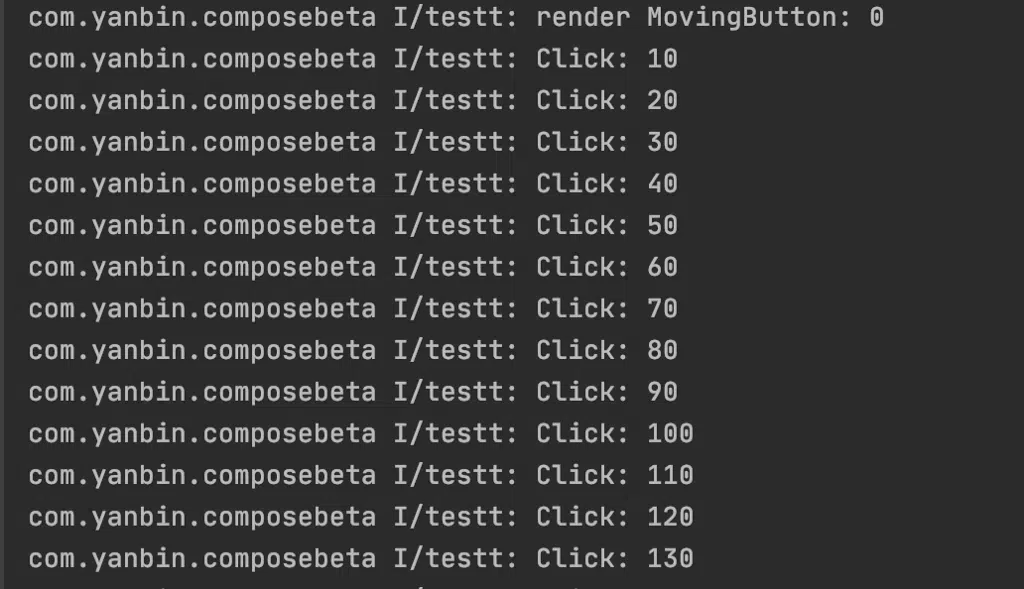 com.yanbin.composebeta I/testt: render MovingButton: 0
com.yanbin.composebeta I/testt: Click: 10
com.yanbin.composebeta I/testt: Click: 20
com.yanbin.composebeta I/testt: Click: 30
com.yanbin.composebeta I/testt: Click: 40
com.yanbin.composebeta I/testt: Click: 50
com.yanbin.composebeta I/testt: Click: 60
com.yanbin.composebeta I/testt: Click: 70
com.yanbin.composebeta I/testt: Click: 80
com.yanbin.composebeta I/testt: Click: 90
com.yanbin.composebeta I/testt: Click: 100
com.yanbin.composebeta I/testt: Click: 110
com.yanbin.composebeta I/testt: Click: 120
com.yanbin.composebeta I/testt: Click: 130